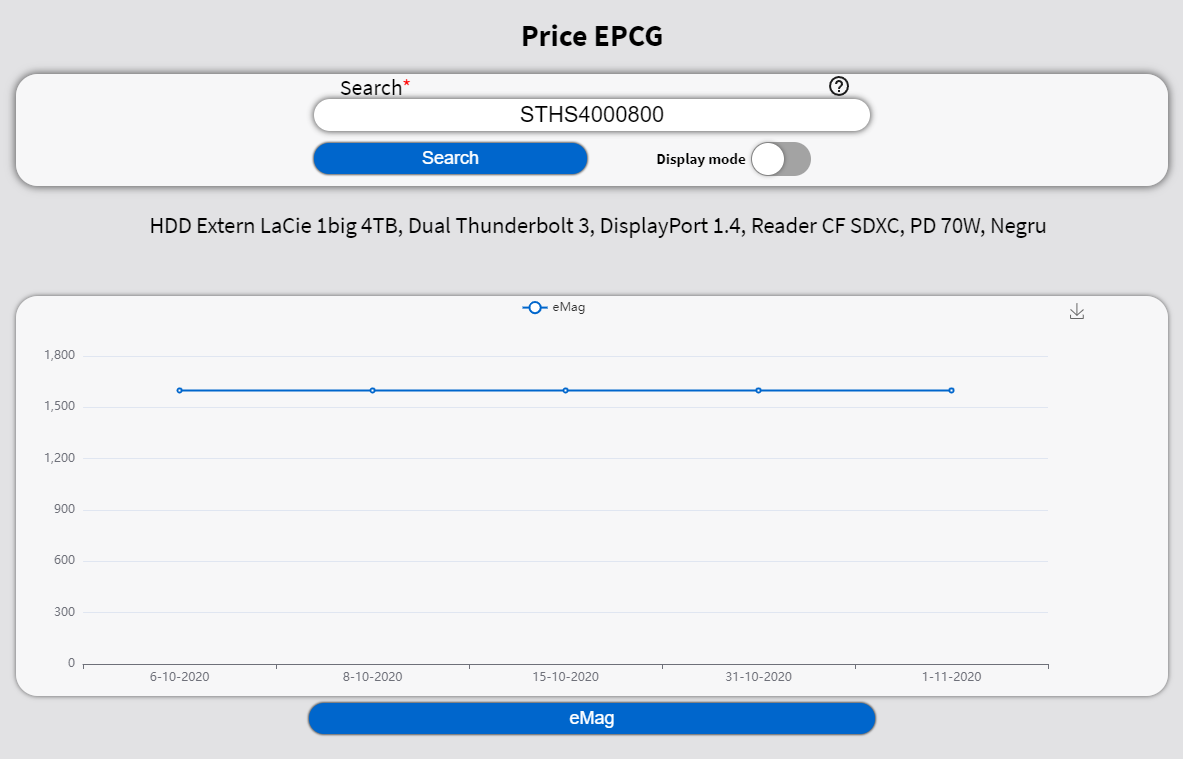 Price EPCG
Search*
STHS4000800
Search
Display mode
HDD Extern LaCie 1big 4TB, Dual Thunderbolt 3, DisplayPort 1.4, Reader CF SDXC, PD 70W, Negru
eMag
1,800
1,500
1,200
900
600
300
0
6-10-2020
8-10-2020
15-10-2020
31-10-2020
1-11-2020
eMag